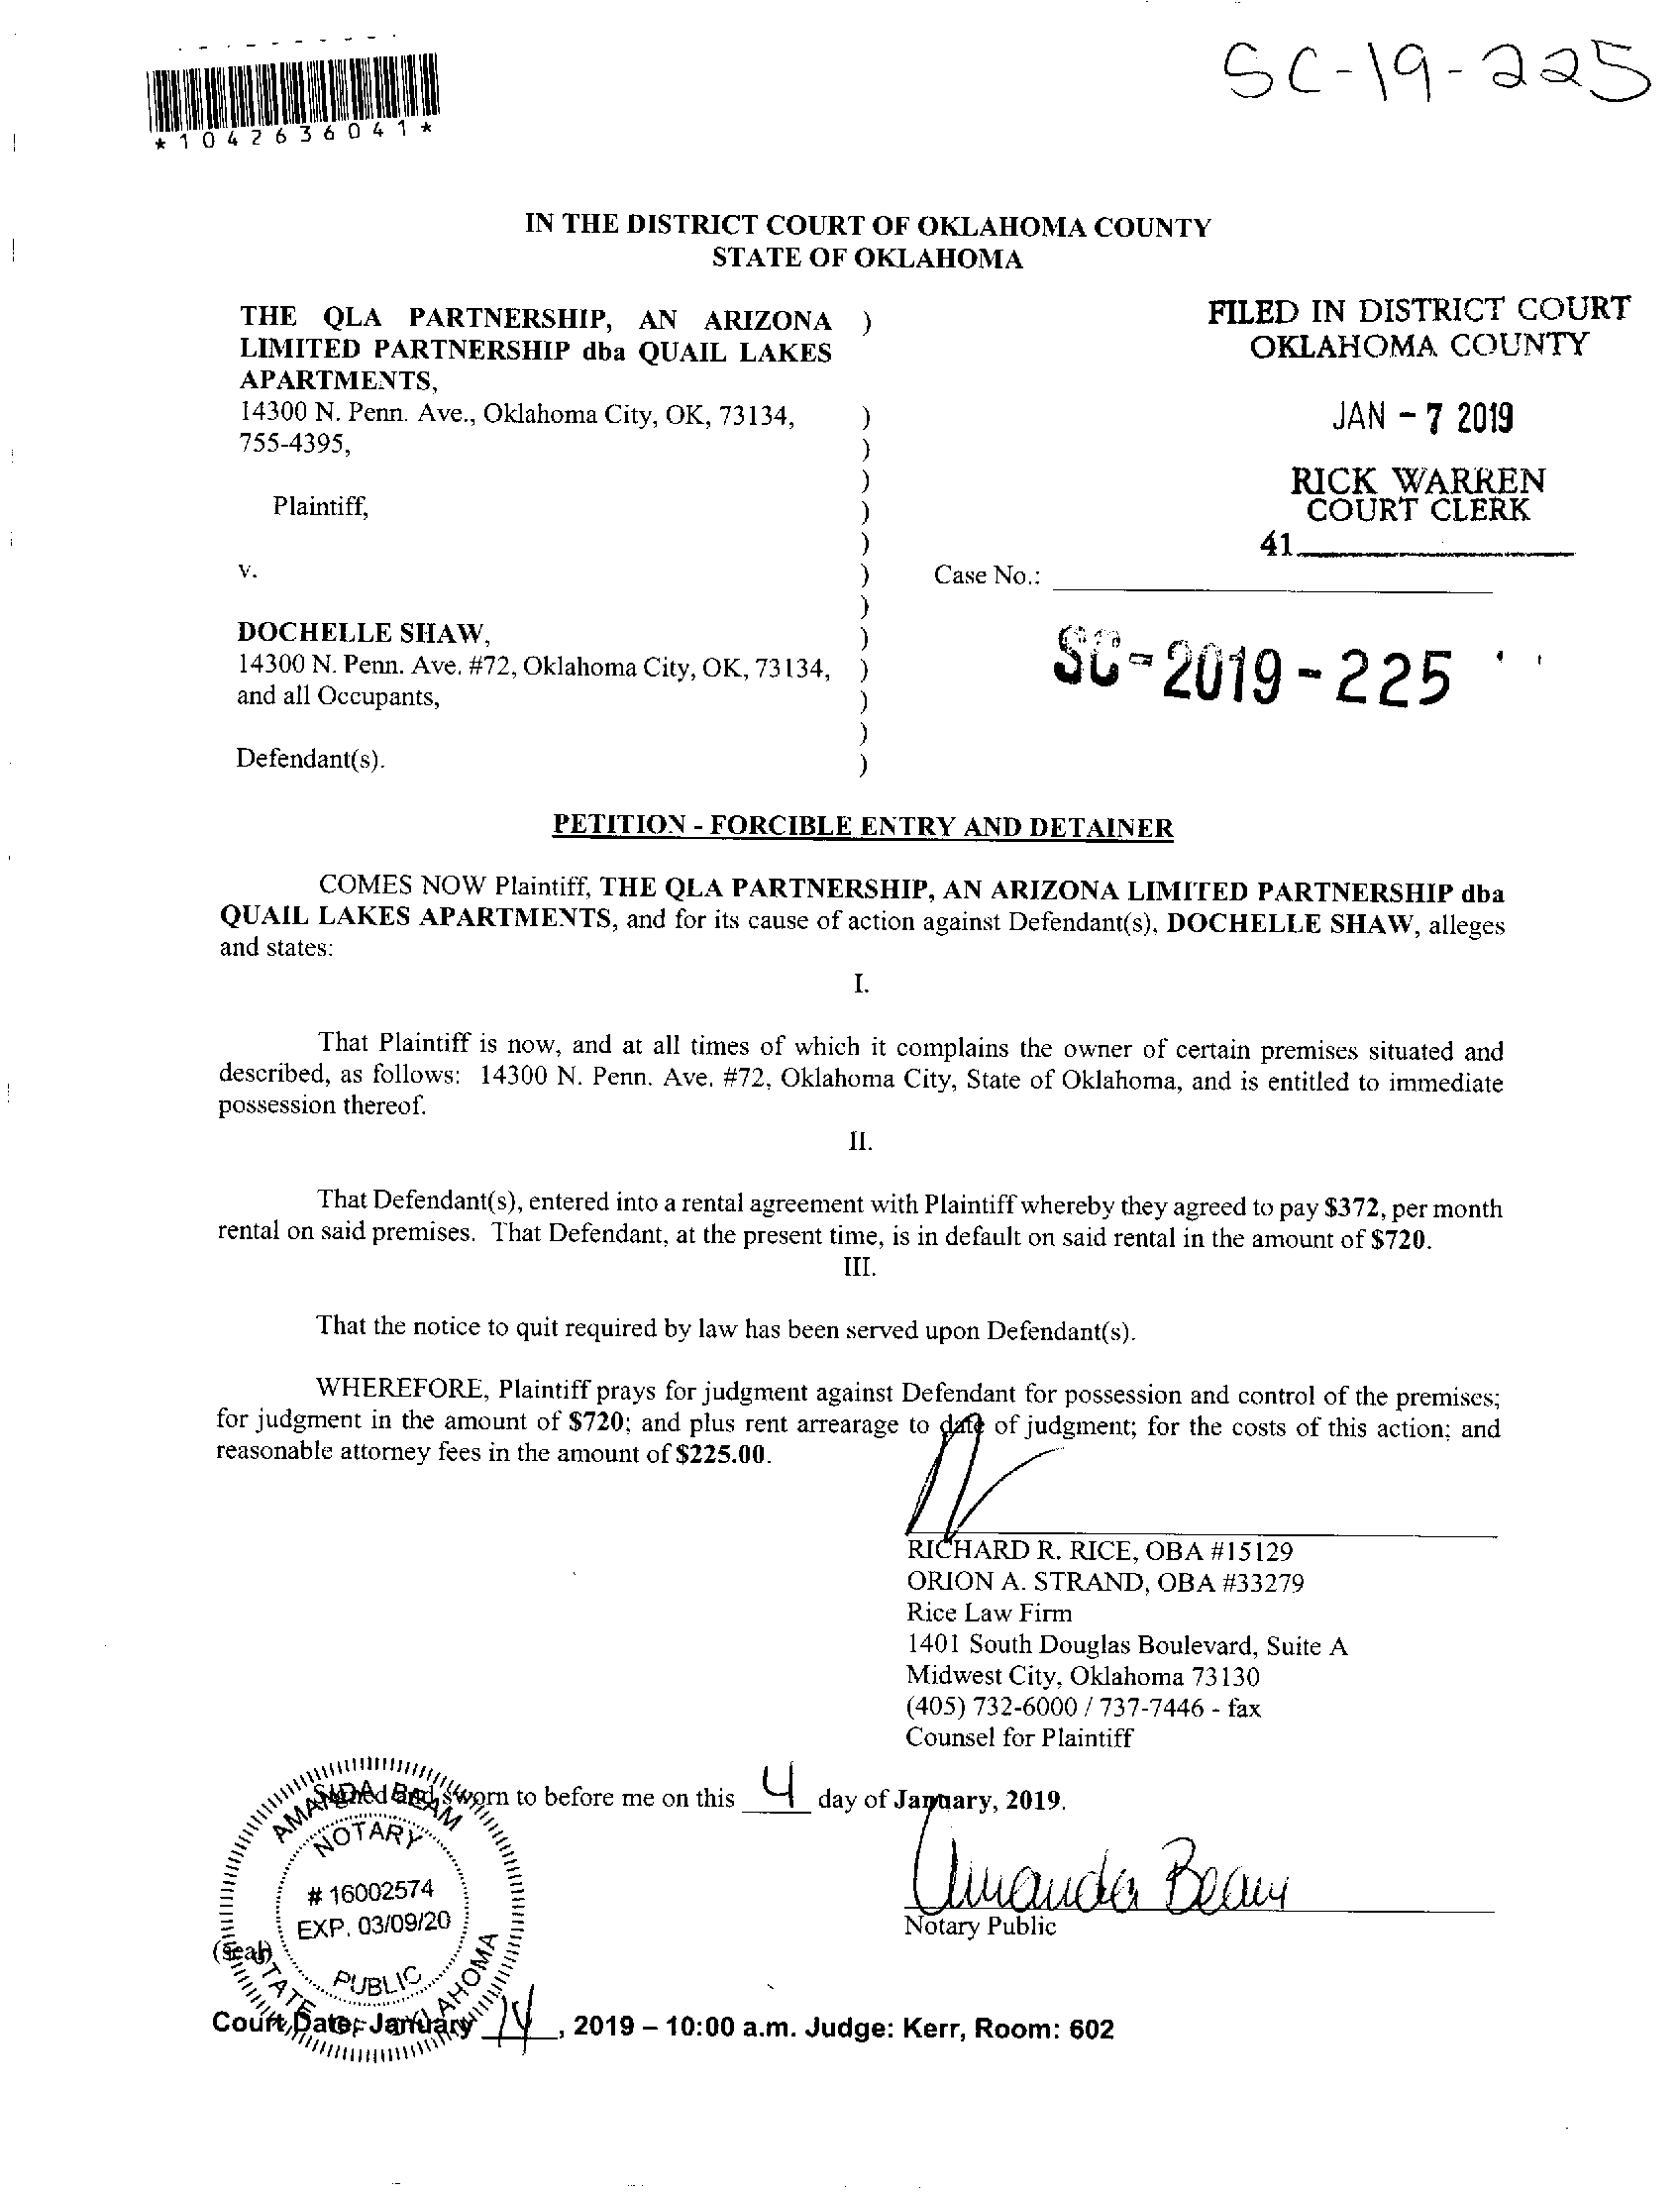 SC-19-225
*1042636041*
IN THE DISTRICT COURT OF OKLAHOMA COUNTY
STATE OF OKLAHOMA
THE QLA PARTNERSHIP, AN ARIZONA )
LIMITED PARTNERSHIP dba QUAIL LAKES
APARTMENTS,
14300 N. Penn. Ave., Oklahoma City, OK, 73134, )
755-4395, )
)
Plaintiff, )
)
v. )
)
DOCHELLE SHAW, )
14300 N. Penn. Ave. #72, Oklahoma City, OK, 73134, )
and all Occupants, )
)
Defendant(s). )
FILED IN DISTRICT COURT
OKLAHOMA COUNTY
JAN - 7 2019
RICK WARREN
COURT CLERK
41
Case No.:
SC-2019-225
PETITION - FORCIBLE ENTRY AND DETAINER
COMES NOW Plaintiff, THE QLA PARTNERSHIP, AN ARIZONA LIMITED PARTNERSHIP dba
QUAIL LAKES APARTMENTS, and for its cause of action against Defendant(s), DOCHELLE SHAW, alleges
and states:
I.
That Plaintiff is now, and at all times of which it complains the owner of certain premises situated and
described, as follows: 14300 N. Penn. Ave. #72, Oklahoma City, State of Oklahoma, and is entitled to immediate
possession thereof.
II.
That Defendant(s), entered into a rental agreement with Plaintiff whereby they agreed to pay $372, per month
rental on said premises. That Defendant, at the present time, is in default on said rental in the amount of $720.
III.
That the notice to quit required by law has been served upon Defendant(s).
WHEREFORE, Plaintiff prays for judgment against Defendant for possession and control of the premises;
for judgment in the amount of $720; and plus rent arrearage to date of judgment; for the costs of this action; and
reasonable attorney fees in the amount of $225.00.
RICHARD R. RICE, OBA #15129
ORION A. STRAND, OBA #33279
Rice Law Firm
1401 South Douglas Boulevard, Suite A
Midwest City, Oklahoma 73130
(405) 732-6000 / 737-7446 - fax
Counsel for Plaintiff
Signed and sworn to before me on this 4 day of January, 2019.
AMANDA BEAM
NOTARY
# 16002574
EXP. 03/09/20
PUBLIC
STATE OF OKLAHOMA
Amanda Beam
Notary Public
(seal)
Court Date: January 24, 2019 – 10:00 a.m. Judge: Kerr, Room: 602